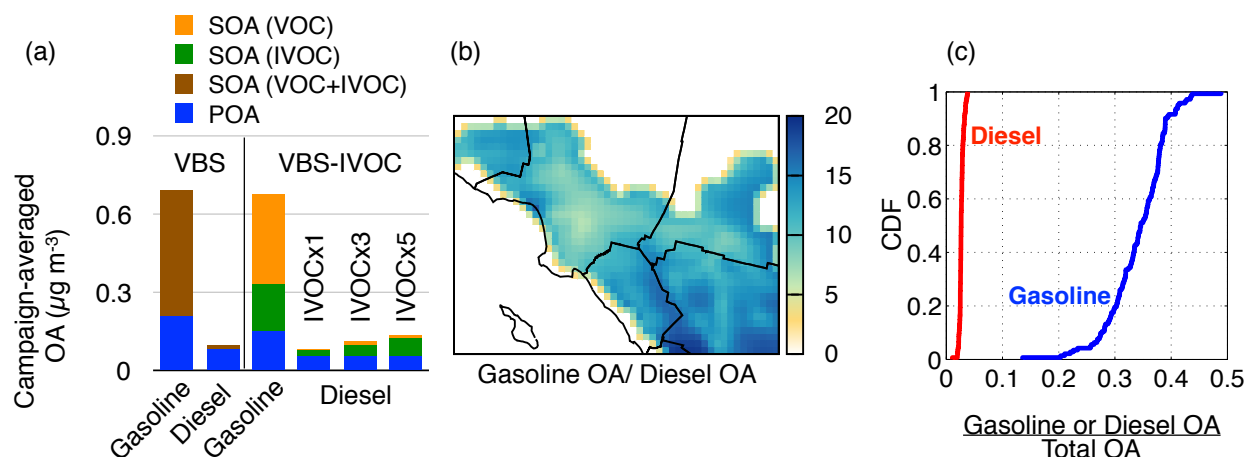 (a)
SOA (VOC)
SOA (IVOC)
SOA (VOC+IVOC)
POA
Campaign-averaged
OA (µg m-3)
0.9
0.6
0.3
0
VBS
VBS-IVOC
IVOCx1
IVOCx3
IVOCx5
Gasoline
Diesel
Gasoline
Diesel
(b)
20
15
10
5
0
Gasoline OA/ Diesel OA
(c)
CDF
1
0.8
0.6
0.4
0.2
0
Diesel
Gasoline
0 0.1 0.2 0.3 0.4 0.5
Gasoline or Diesel OA
Total OA